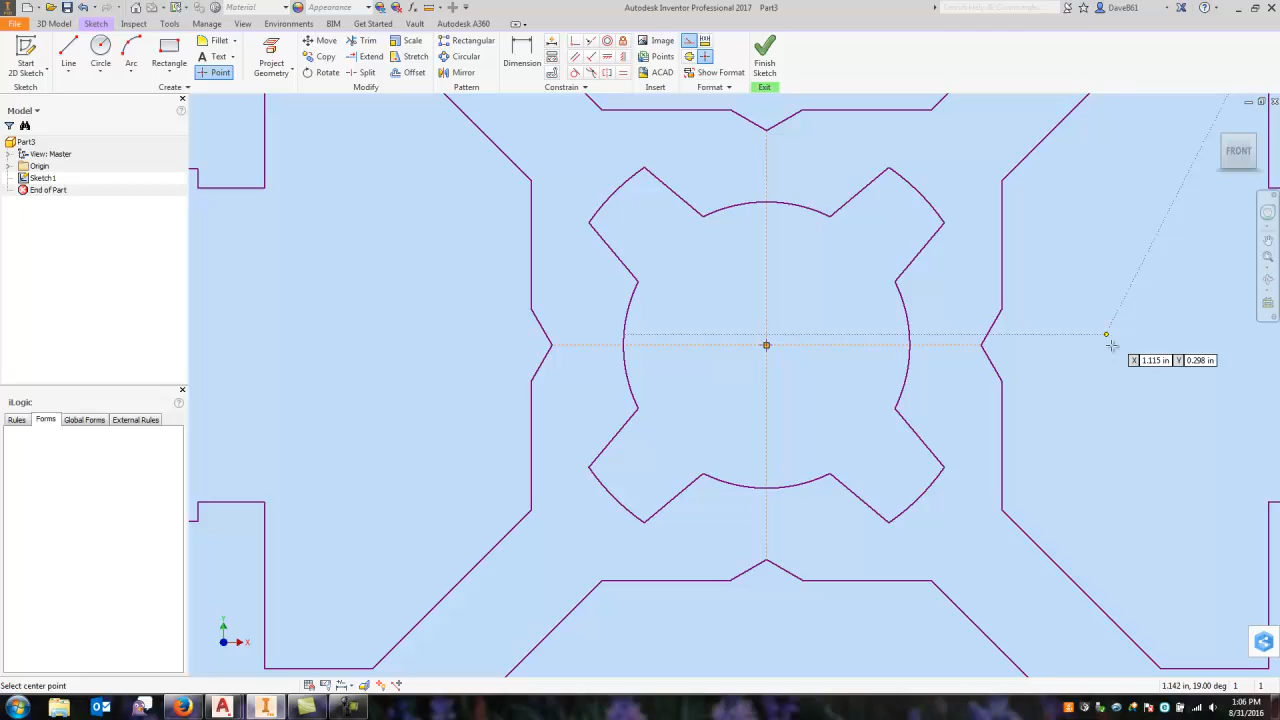 Material
Appearance
Autodesk Inventor Professional 2017 Part3
DaveB61
File
3D Model
Sketch
Inspect
Tools
Manage
View
Environments
BIM
Get Started
Vault
Autodesk A360
Start
2D Sketch
Line
Circle
Arc
Rectangle
Fillet
Text
Point
Project
Geometry
Move
Copy
Rotate
Trim
Extend
Split
Scale
Stretch
Offset
Rectangular
Circular
Mirror
Dimension
Image
Points
ACAD
Show Format
Finish
Sketch
Sketch
Create
Modify
Pattern
Constrain
Insert
Format
Exit
Model
Part3
View: Master
Origin
Sketch1
End of Part
FRONT
X 1.115 in Y 0.298 in
iLogic
Rules
Forms
Global Forms
External Rules
Y
X
Select center point
1.142 in, 19.00 deg 1 1
1:06 PM
8/31/2016